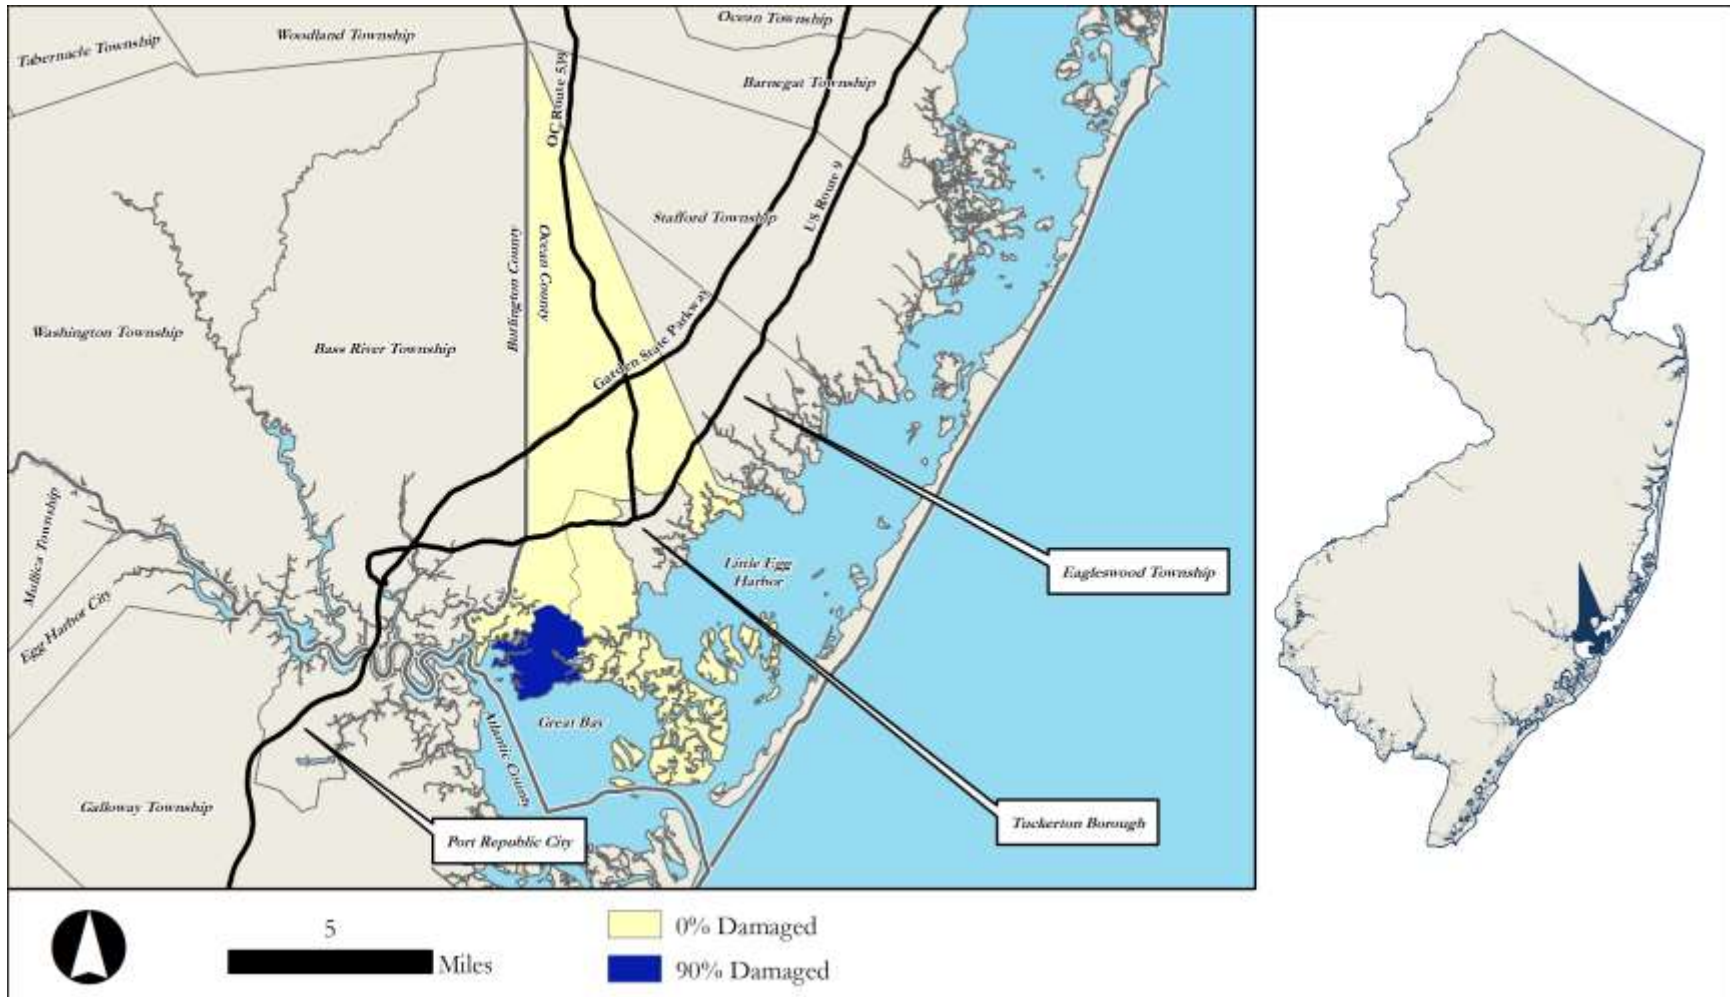 Ocean Township
Woodland Township
Tabernacle Township
OC Route 539
Barnegat Township
US Route 9
Stafford Township
Burlington County
Ocean County
Washington Township
Bass River Township
Garden State Parkway
Mullica Township
Egg Harbor City
Little Egg
Harbor
Eagleswood Township
Great Bay
Atlantic County
Galloway Township
Port Republic City
Tuckerton Borough
5
Miles
0% Damaged
90% Damaged